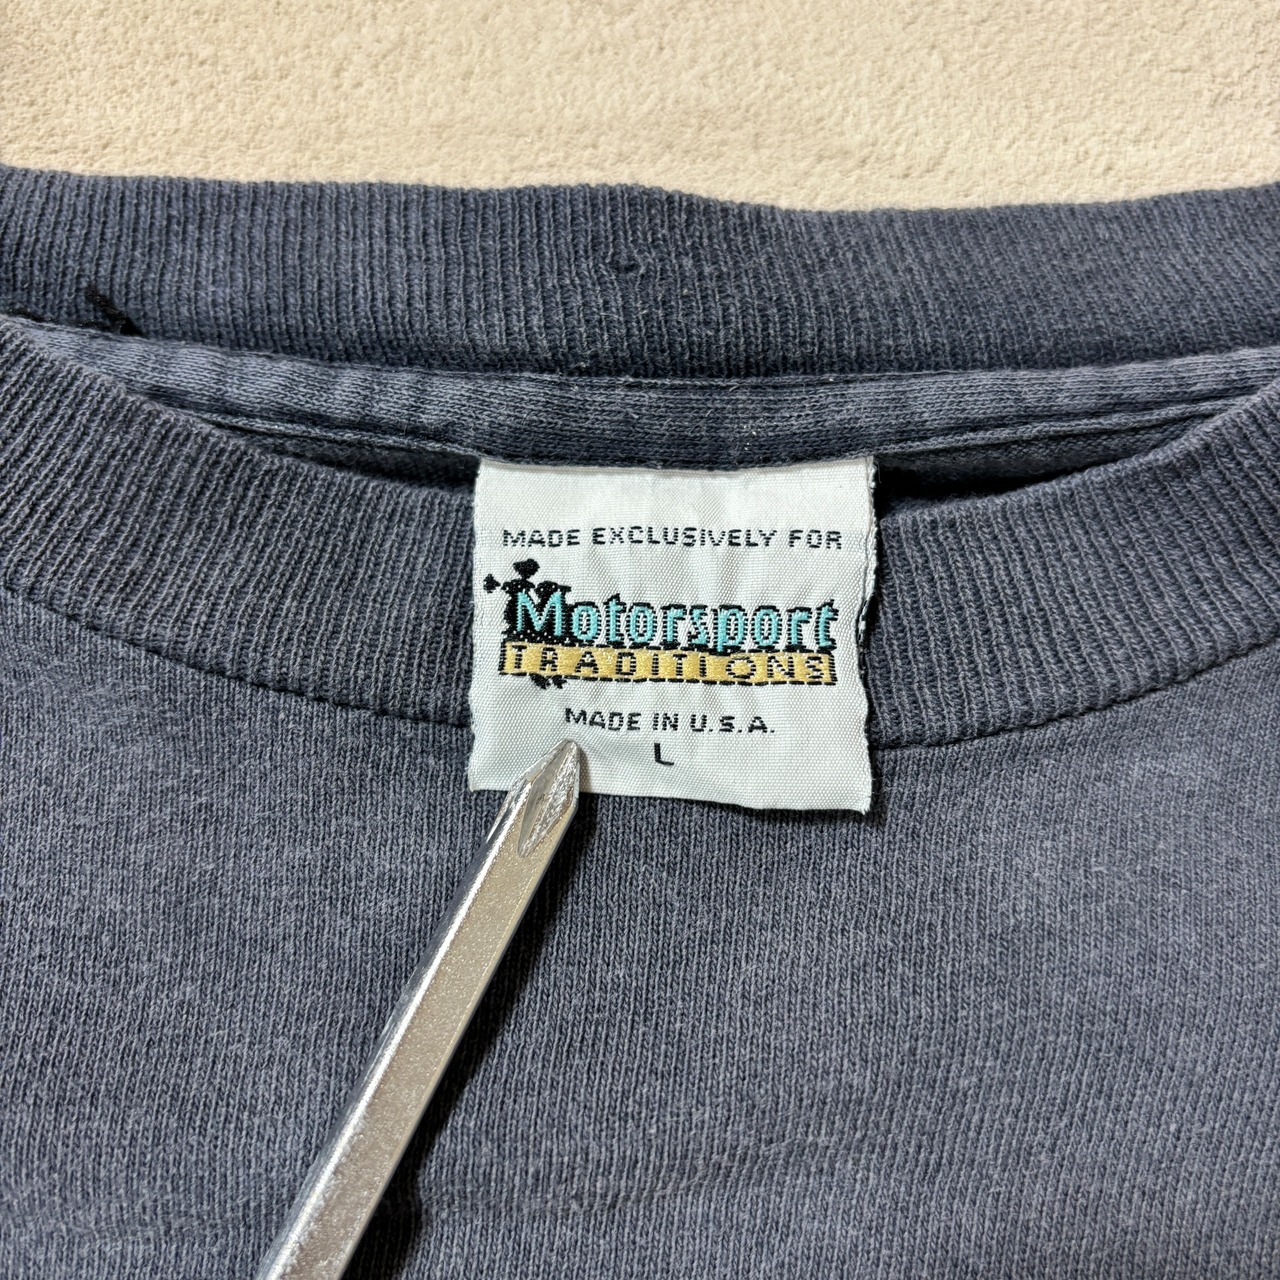 MADE EXCLUSIVELY FOR
Motorsport
TRADITIONS
MADE IN U.S.A.
L